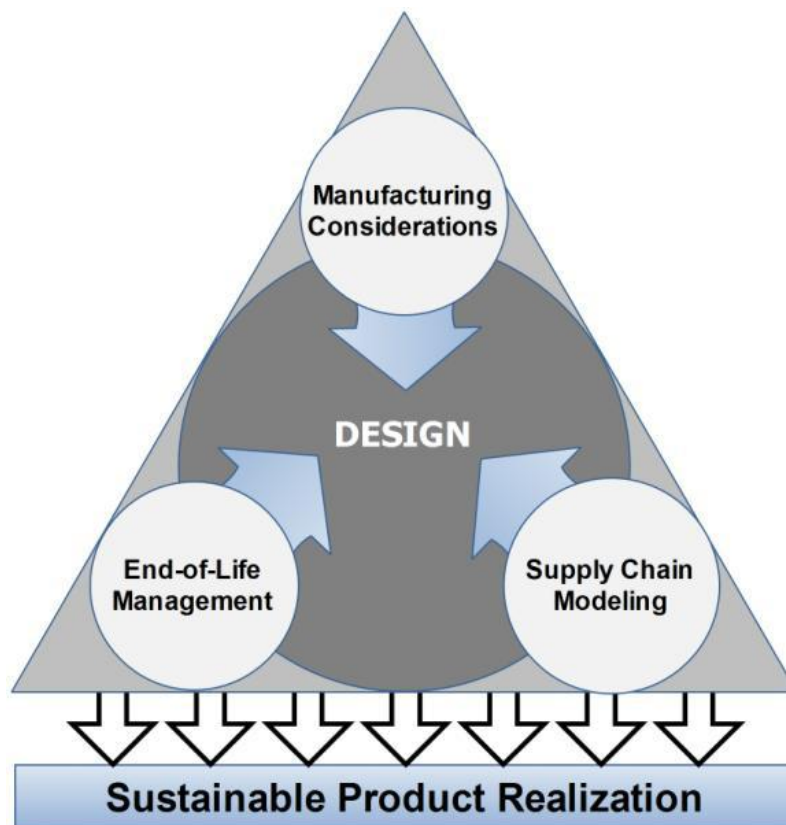 Manufacturing
Considerations
DESIGN
End-of-Life
Management
Supply Chain
Modeling
Sustainable Product Realization